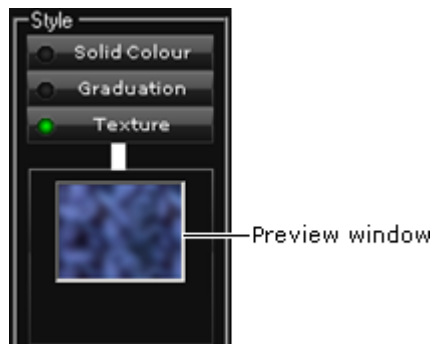 Style
Solid Colour
Graduation
Texture
Preview window